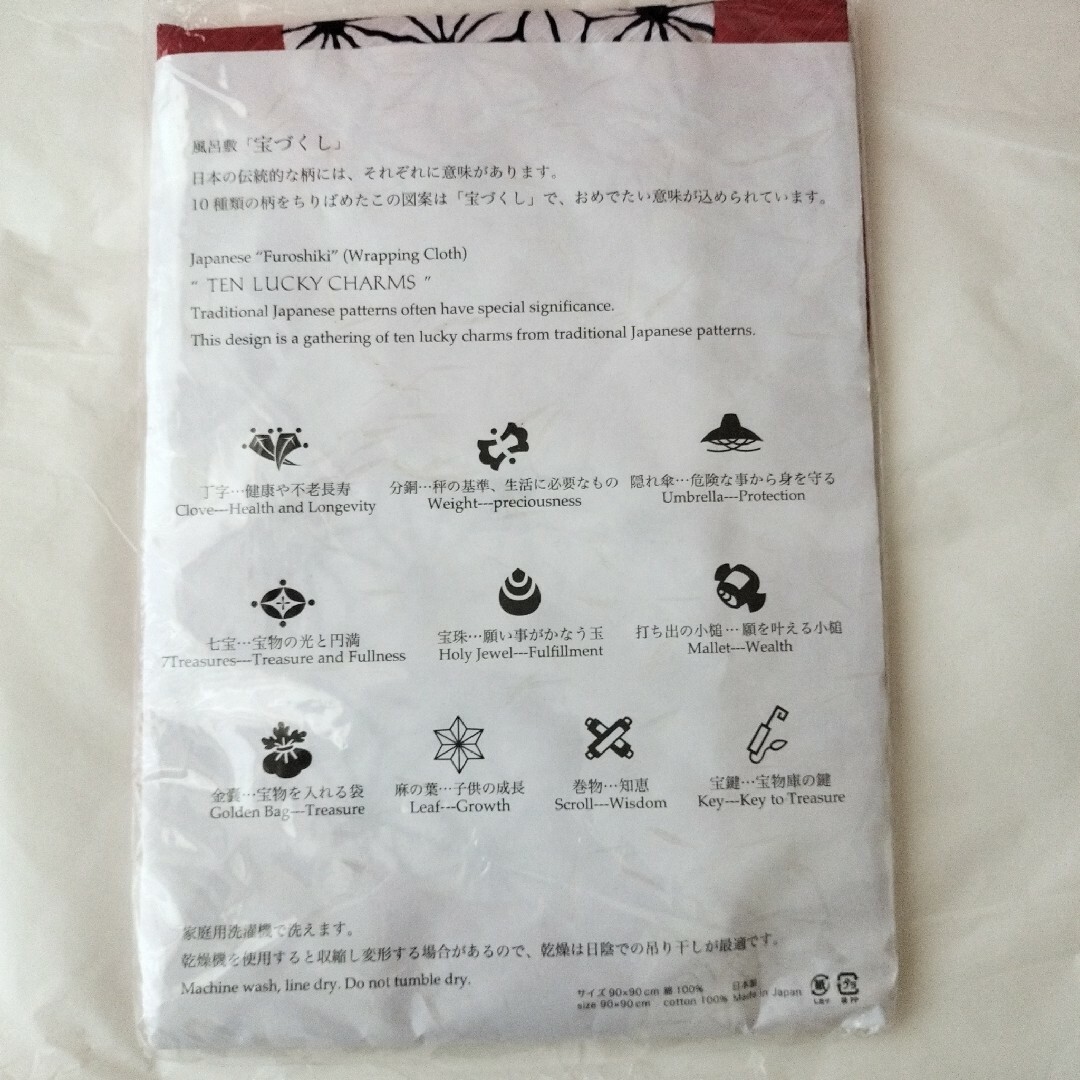 風呂敷「宝づくし」
日本の伝統的な柄には、それぞれに意味があります。
10種類の柄をちりばめたこの図案は「宝づくし」で、おめでたい意味が込められています。
Japanese “Furoshiki” (Wrapping Cloth)
“ TEN LUCKY CHARMS ”
Traditional Japanese patterns often have special significance.
This design is a gathering of ten lucky charms from traditional Japanese patterns.
丁字…健康や不老長寿
Clove---Health and Longevity
分銅…秤の基準、生活に必要なもの
Weight---preciousness
隠れ傘…危険な事から身を守る
Umbrella---Protection
七宝…宝物の光と円満
7Treasures---Treasure and Fullness
宝珠…願い事がかなう玉
Holy Jewel---Fulfillment
打ち出の小槌…願を叶える小槌
Mallet---Wealth
金嚢…宝物を入れる袋
Golden Bag---Treasure
麻の葉…子供の成長
Leaf---Growth
巻物…知恵
Scroll---Wisdom
宝鍵…宝物庫の鍵
Key---Key to Treasure
家庭用洗濯機で洗えます。
乾燥機を使用すると収縮し変形する場合があるので、乾燥は日陰での吊り干しが最適です。
Machine wash, line dry. Do not tumble dry.
サイズ 90×90cm 綿 100% 日本製
size 90×90cm cotton 100% Made in Japan
紙
プラ